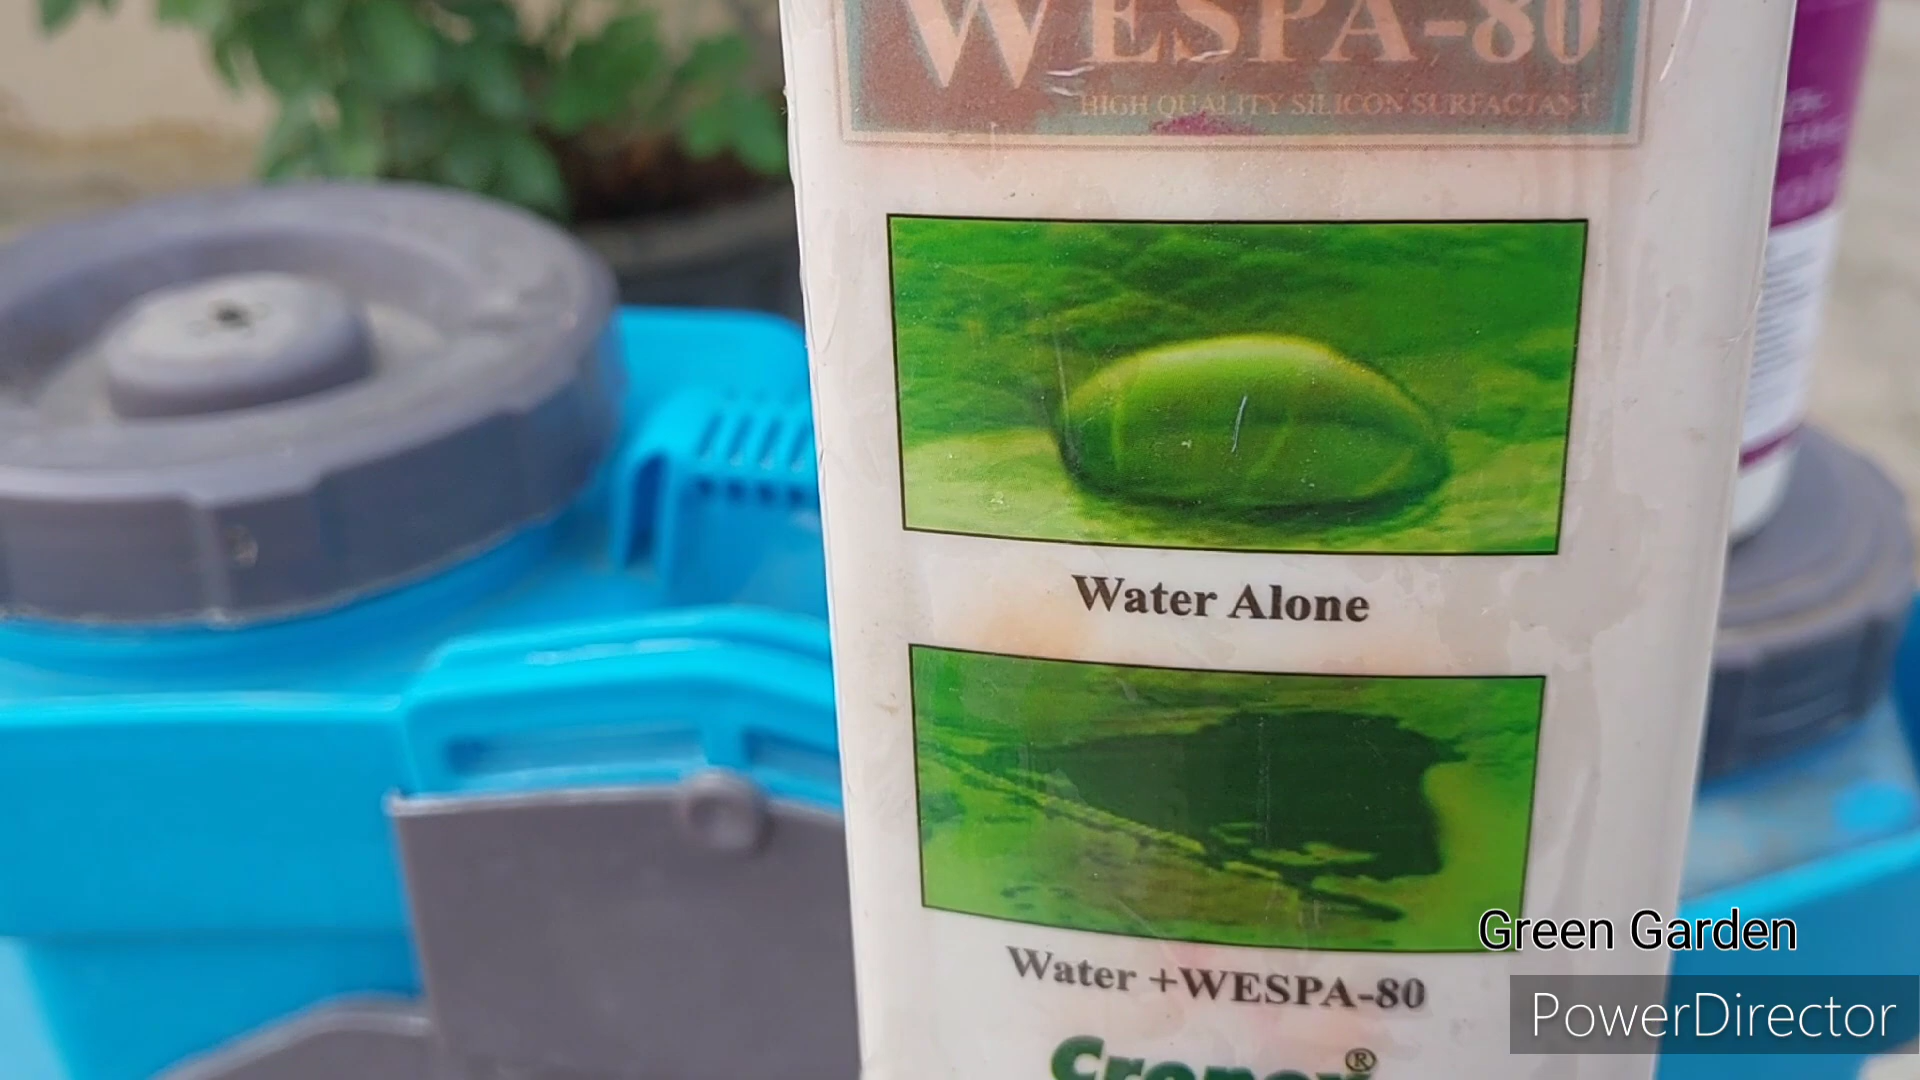 WESPA-80
HIGH QUALITY SILICON SURFACTANT
Water Alone
Water +WESPA-80
Green Garden
PowerDirector